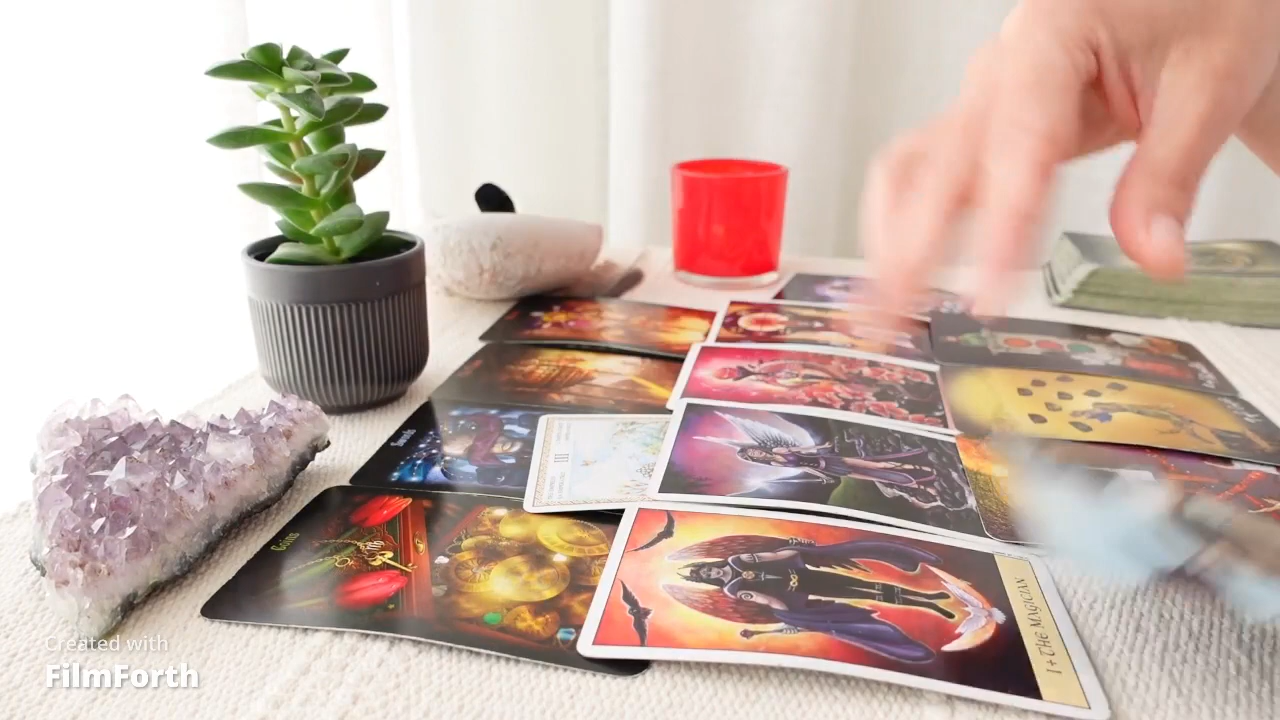 Swords
III
Coins
I + THE MAGICIAN
Created with
FilmForth